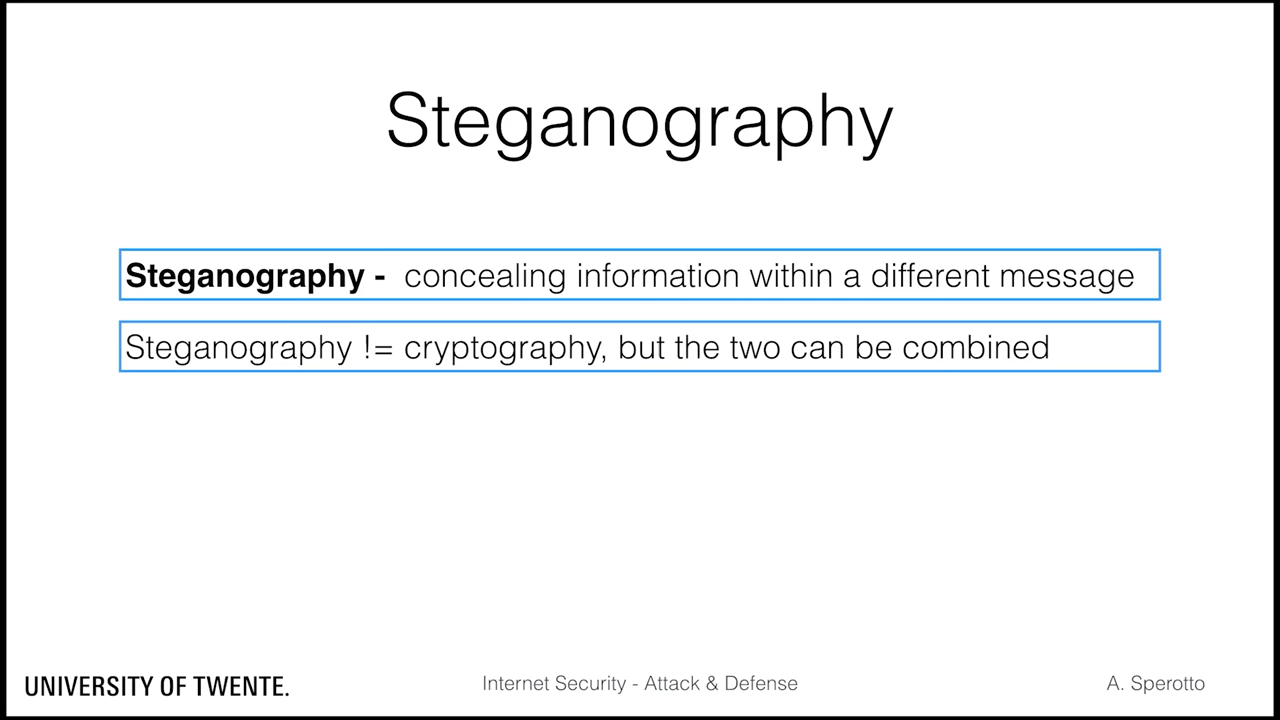 Steganography
Steganography - concealing information within a different message
Steganography != cryptography, but the two can be combined
UNIVERSITY OF TWENTE.
Internet Security - Attack & Defense
A. Sperotto